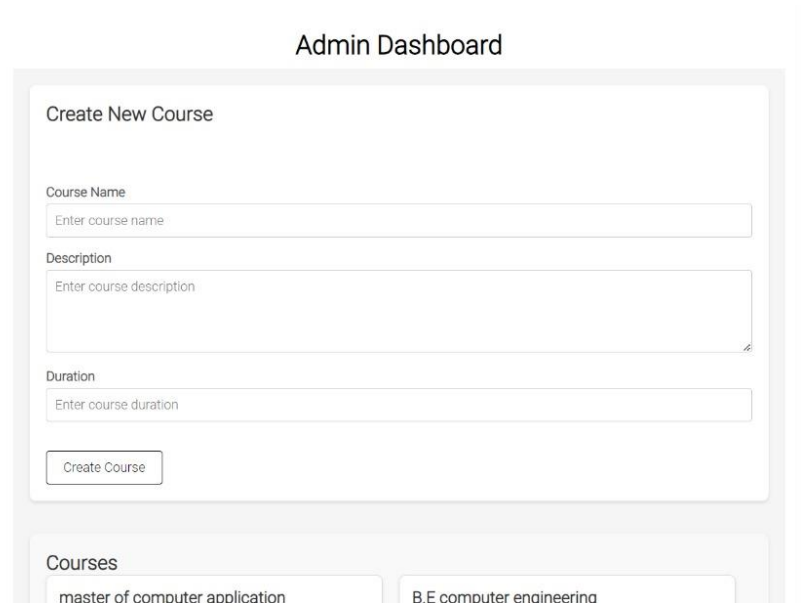 Admin Dashboard
Create New Course
Course Name
Enter course name
Description
Enter course description
Duration
Enter course duration
Create Course
Courses
master of computer application
B.E computer engineering